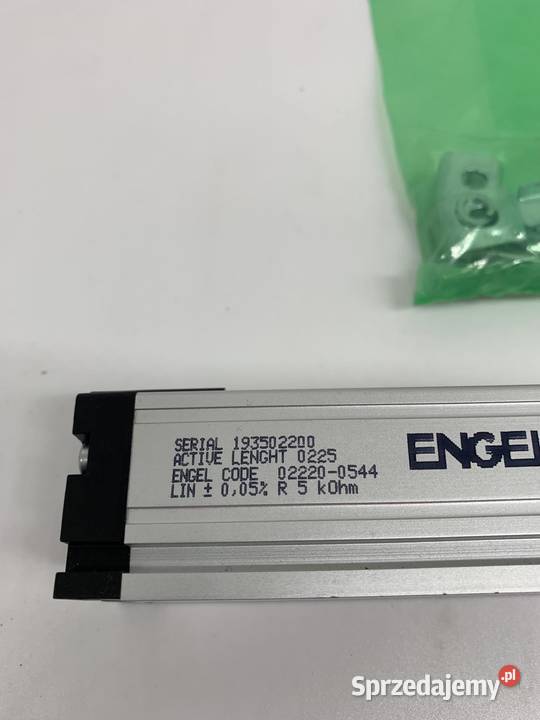 SERIAL 193502200
ACTIVE LENGHT 0225
ENGEL CODE 02220-0544
LIN ± 0,05% R 5 kOhm
ENGEL
Sprzedajemy.pl